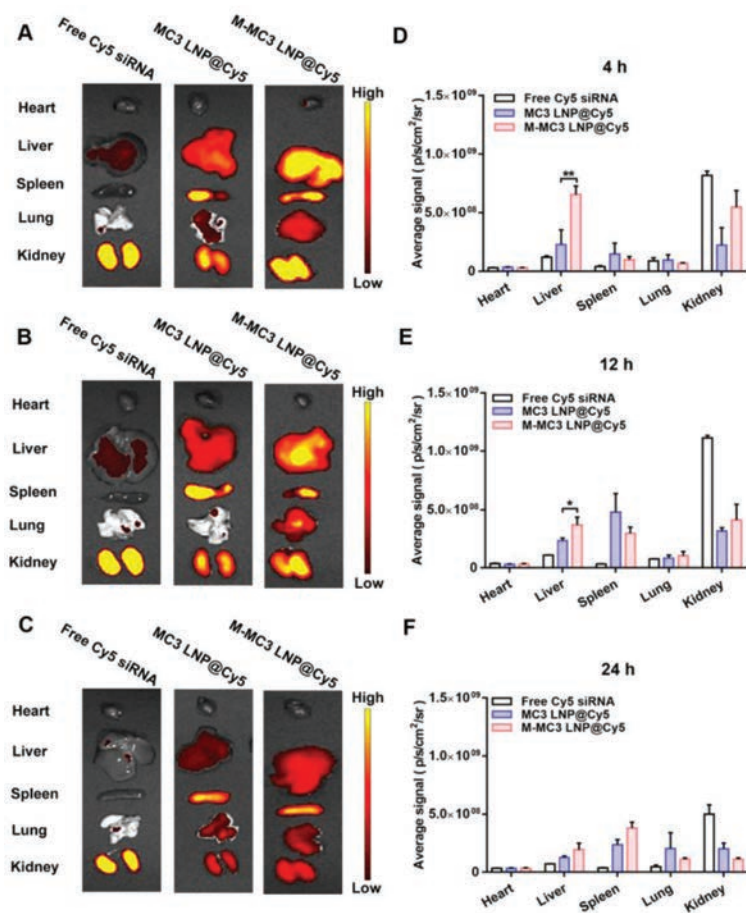 A
Free Cy5 siRNA
MC3 LNP@Cy5
M-MC3 LNP@Cy5
Heart
Liver
Spleen
Lung
Kidney
High
Low
D
4 h
Free Cy5 siRNA
MC3 LNP@Cy5
M-MC3 LNP@Cy5
Average signal ( p/s/cm²/sr)
1.5×10⁰⁹
1.0×10⁰⁹
5.0×10⁰⁸
0
**
Heart
Liver
Spleen
Lung
Kidney
B
Free Cy5 siRNA
MC3 LNP@Cy5
M-MC3 LNP@Cy5
Heart
Liver
Spleen
Lung
Kidney
High
Low
E
12 h
Free Cy5 siRNA
MC3 LNP@Cy5
M-MC3 LNP@Cy5
Average signal ( p/s/cm²/sr)
1.5×10⁰⁹
1.0×10⁰⁹
5.0×10⁰⁸
0
*
Heart
Liver
Spleen
Lung
Kidney
C
Free Cy5 siRNA
MC3 LNP@Cy5
M-MC3 LNP@Cy5
Heart
Liver
Spleen
Lung
Kidney
High
Low
F
24 h
Free Cy5 siRNA
MC3 LNP@Cy5
M-MC3 LNP@Cy5
Average signal ( p/s/cm²/sr)
1.5×10⁰⁹
1.0×10⁰⁹
5.0×10⁰⁸
0
Heart
Liver
Spleen
Lung
Kidney